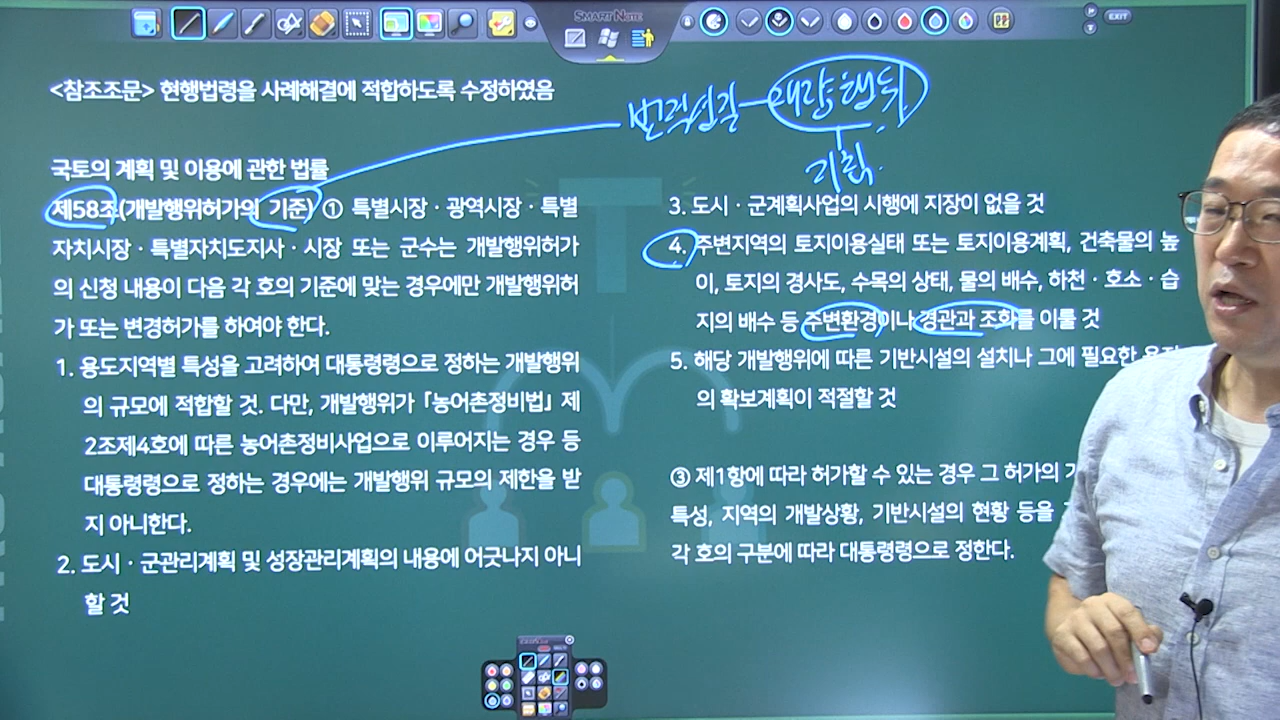 SMART NOTE
EXIT
<참조조문> 현행법령을 사례해결에 적합하도록 수정하였음
법적성질 재량행위
기속
국토의 계획 및 이용에 관한 법률
제58조(개발행위허가의 기준) ① 특별시장 · 광역시장 · 특별
자치시장 · 특별자치도지사 · 시장 또는 군수는 개발행위허가
의 신청 내용이 다음 각 호의 기준에 맞는 경우에만 개발행위허
가 또는 변경허가를 하여야 한다.
1. 용도지역별 특성을 고려하여 대통령령으로 정하는 개발행위
의 규모에 적합할 것. 다만, 개발행위가 「농어촌정비법」 제
2조제4호에 따른 농어촌정비사업으로 이루어지는 경우 등
대통령령으로 정하는 경우에는 개발행위 규모의 제한을 받
지 아니한다.
2. 도시 · 군관리계획 및 성장관리계획의 내용에 어긋나지 아니
할 것
3. 도시 · 군계획사업의 시행에 지장이 없을 것
4. 주변지역의 토지이용실태 또는 토지이용계획, 건축물의 높
이, 토지의 경사도, 수목의 상태, 물의 배수, 하천 · 호소 · 습
지의 배수 등 주변환경이나 경관과 조화를 이룰 것
5. 해당 개발행위에 따른 기반시설의 설치나 그에 필요한
의 확보계획이 적절할 것
③ 제1항에 따라 허가할 수 있는 경우 그 허가의
특성, 지역의 개발상황, 기반시설의 현황 등을
각 호의 구분에 따라 대통령령으로 정한다.